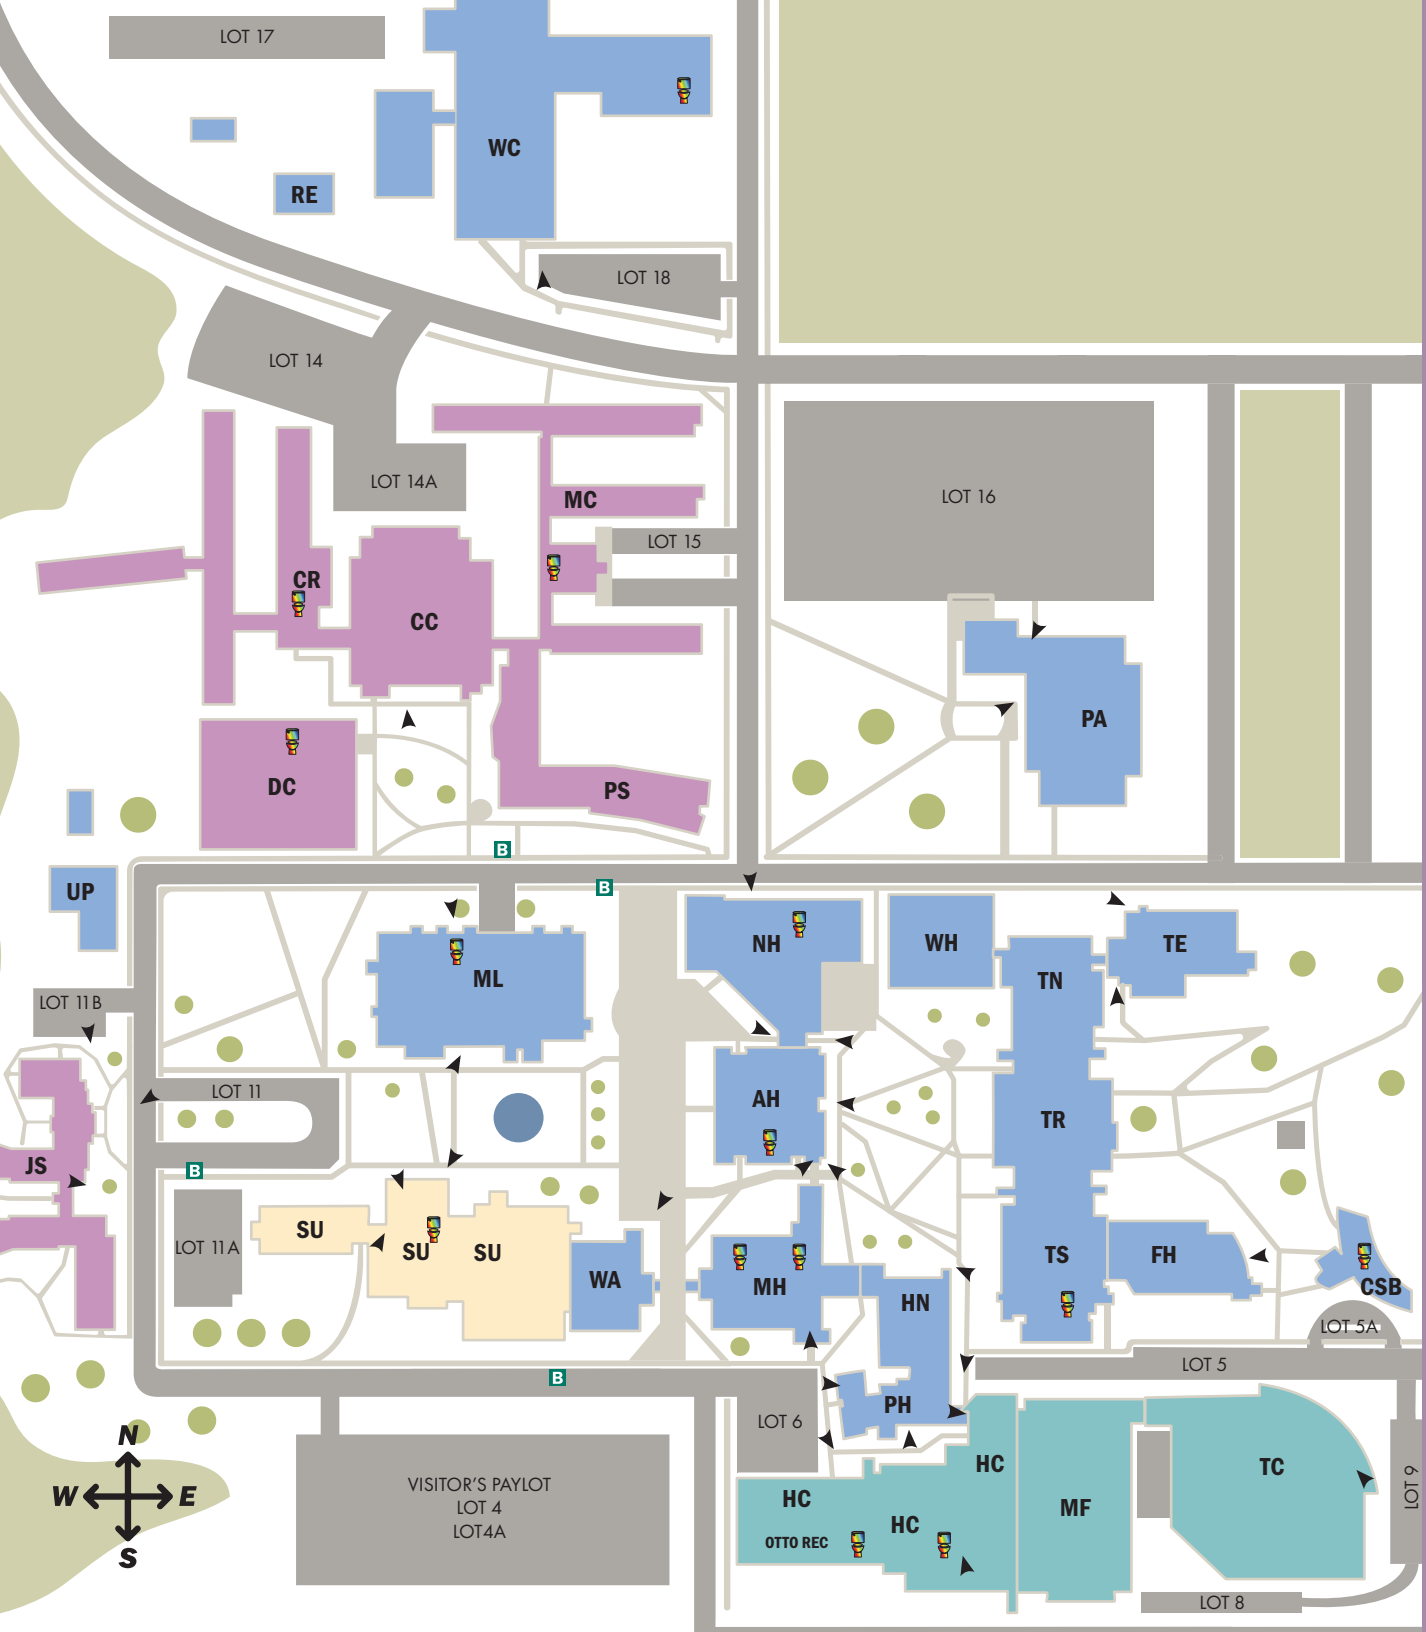 LOT 17
WC
RE
LOT 18
LOT 14
LOT 14A
MC
LOT 16
LOT 15
CR
CC
PA
DC
PS
B
UP
B
NH
WH
TE
ML
TN
LOT 11B
LOT 11
AH
TR
JS
B
SU
LOT 11A
SU
SU
WA
MH
TS
FH
CSB
HN
LOT 5A
LOT 5
B
PH
LOT 6
N
W
E
S
VISITOR'S PAYLOT
LOT 4
LOT4A
HC
HC
HC
OTTO REC
MF
TC
LOT 9
LOT 8